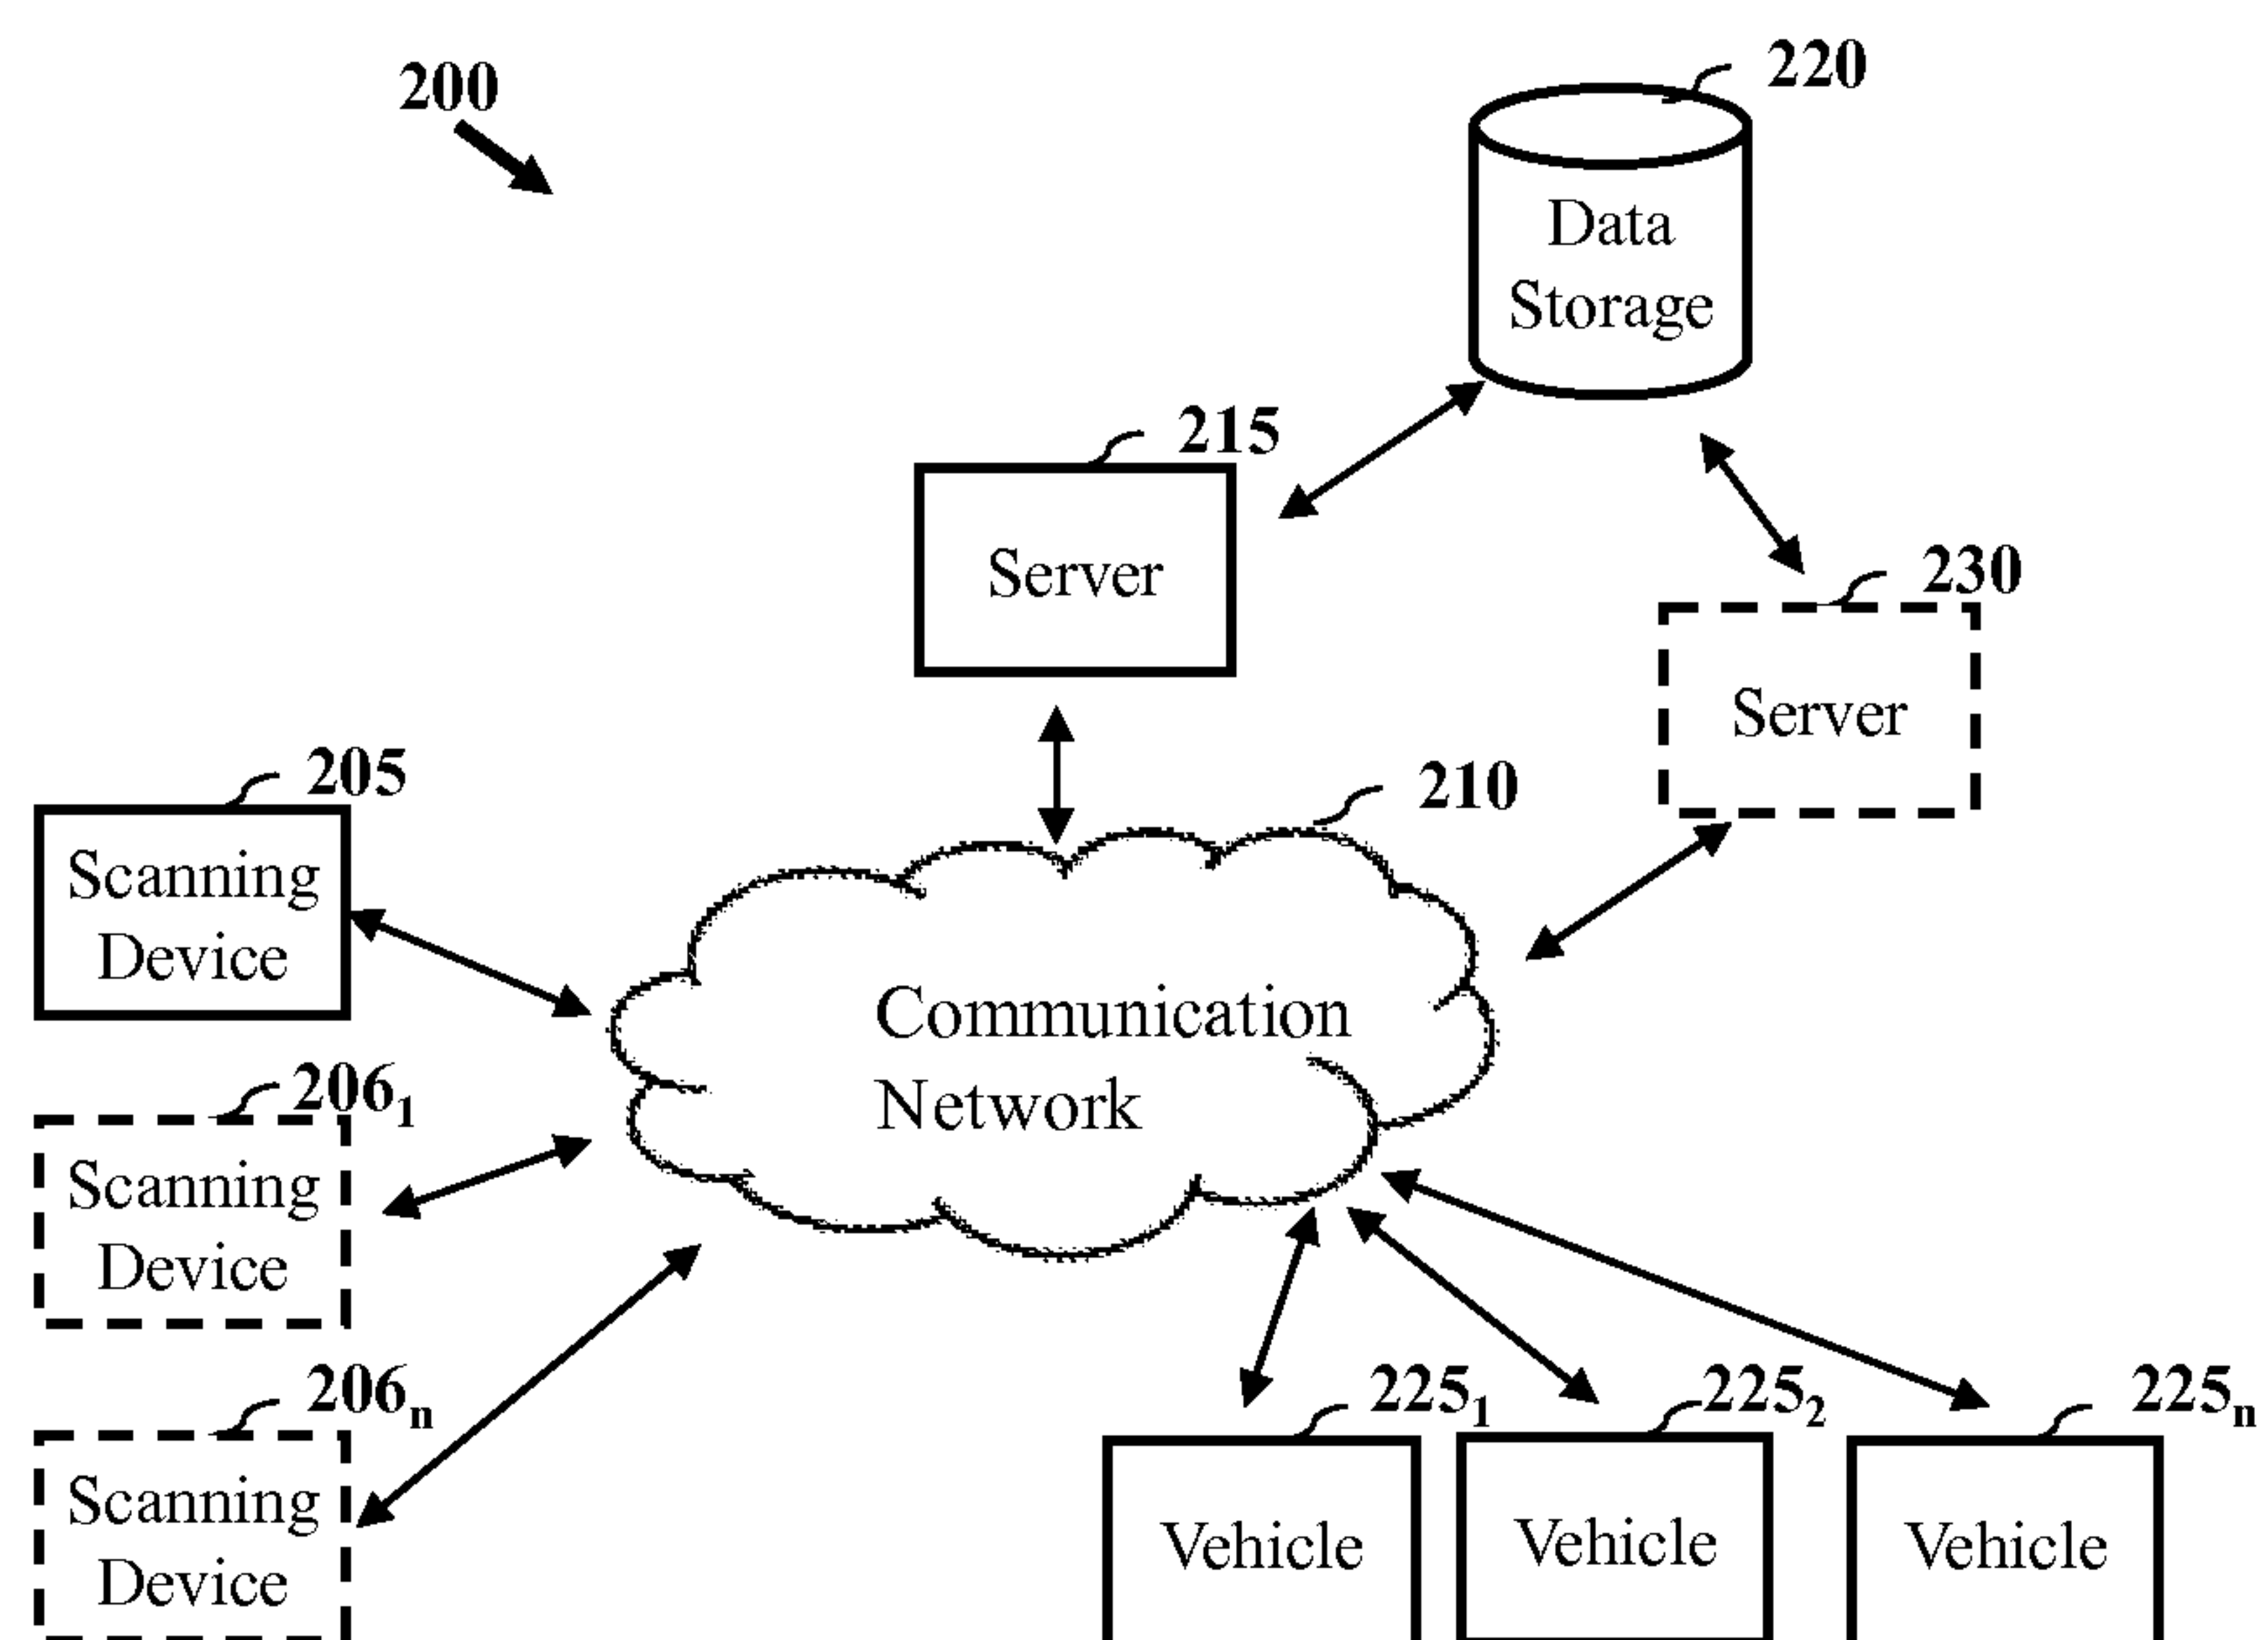 200
220
Data
Storage
215
Server
230
Server
205
Scanning
Device
210
Communication
Network
206₁
Scanning
Device
206ₙ
Scanning
Device
225₁
Vehicle
225₂
Vehicle
225ₙ
Vehicle